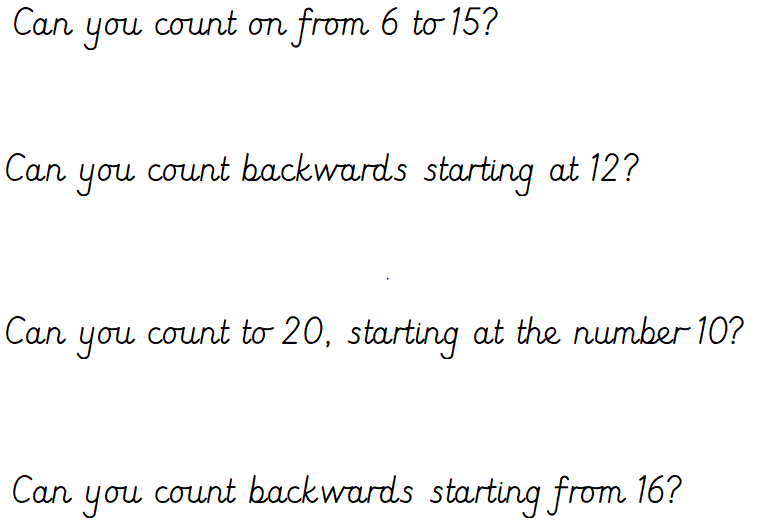 Can you count on from 6 to 15?
Can you count backwards starting at 12?
Can you count to 20, starting at the number 10?
Can you count backwards starting from 16?